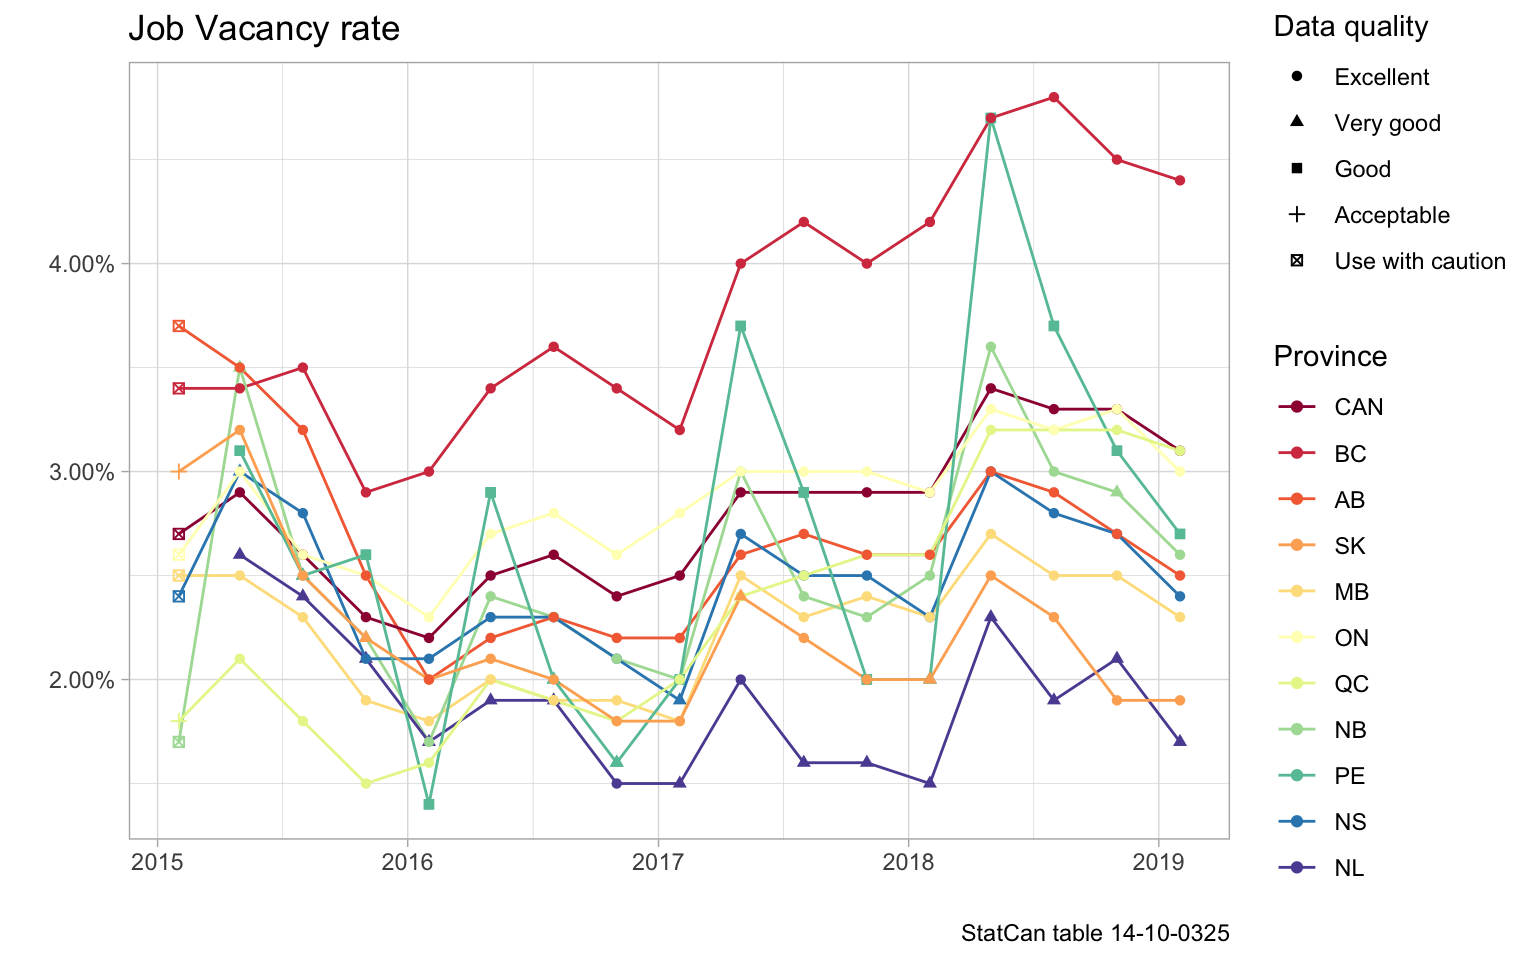 Job Vacancy rate
4.00%
3.00%
2.00%
2015 2016 2017 2018 2019
Data quality
Excellent
Very good
Good
Acceptable
Use with caution
Province
CAN
BC
AB
SK
MB
ON
QC
NB
PE
NS
NL
StatCan table 14-10-0325